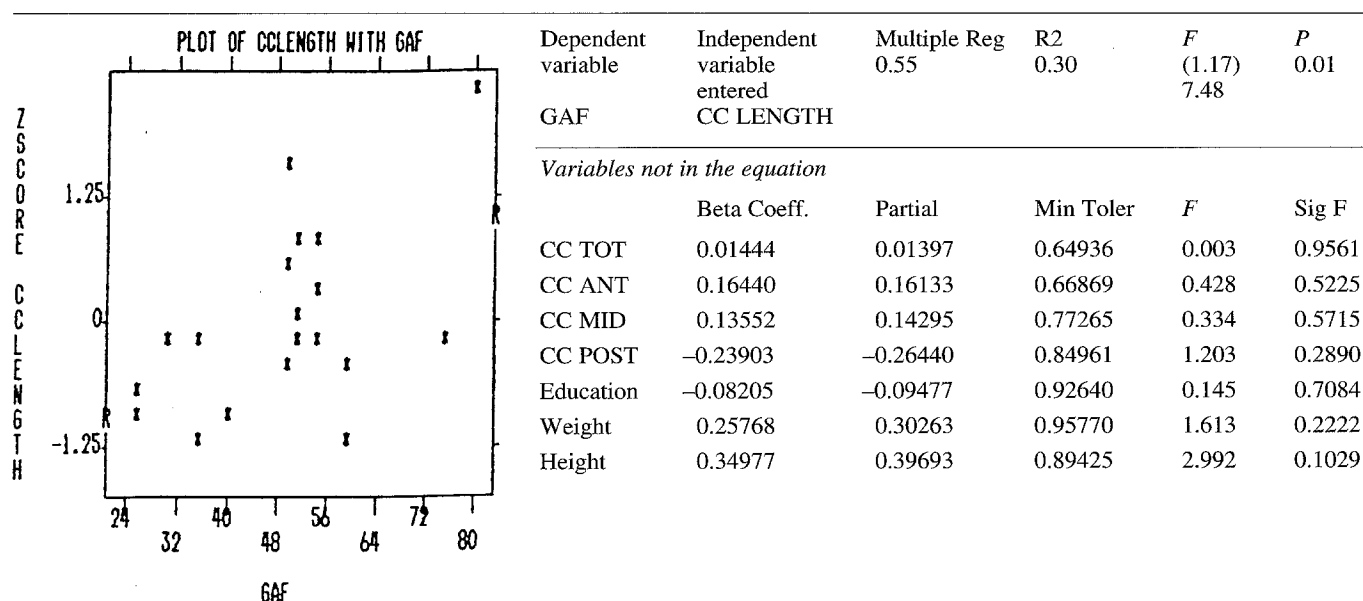 PLOT OF CCLENGTH WITH GAF
ZSCORE CCLENGTH
1.25
0
-1.25
R
R
24 40 56 72
32 48 64 80
GAF
Dependent Independent Multiple Reg R2 F P
variable variable 0.55 0.30 (1.17) 0.01
entered 7.48
GAF CC LENGTH
Variables not in the equation
Beta Coeff. Partial Min Toler F Sig F
CC TOT 0.01444 0.01397 0.64936 0.003 0.9561
CC ANT 0.16440 0.16133 0.66869 0.428 0.5225
CC MID 0.13552 0.14295 0.77265 0.334 0.5715
CC POST –0.23903 –0.26440 0.84961 1.203 0.2890
Education –0.08205 –0.09477 0.92640 0.145 0.7084
Weight 0.25768 0.30263 0.95770 1.613 0.2222
Height 0.34977 0.39693 0.89425 2.992 0.1029